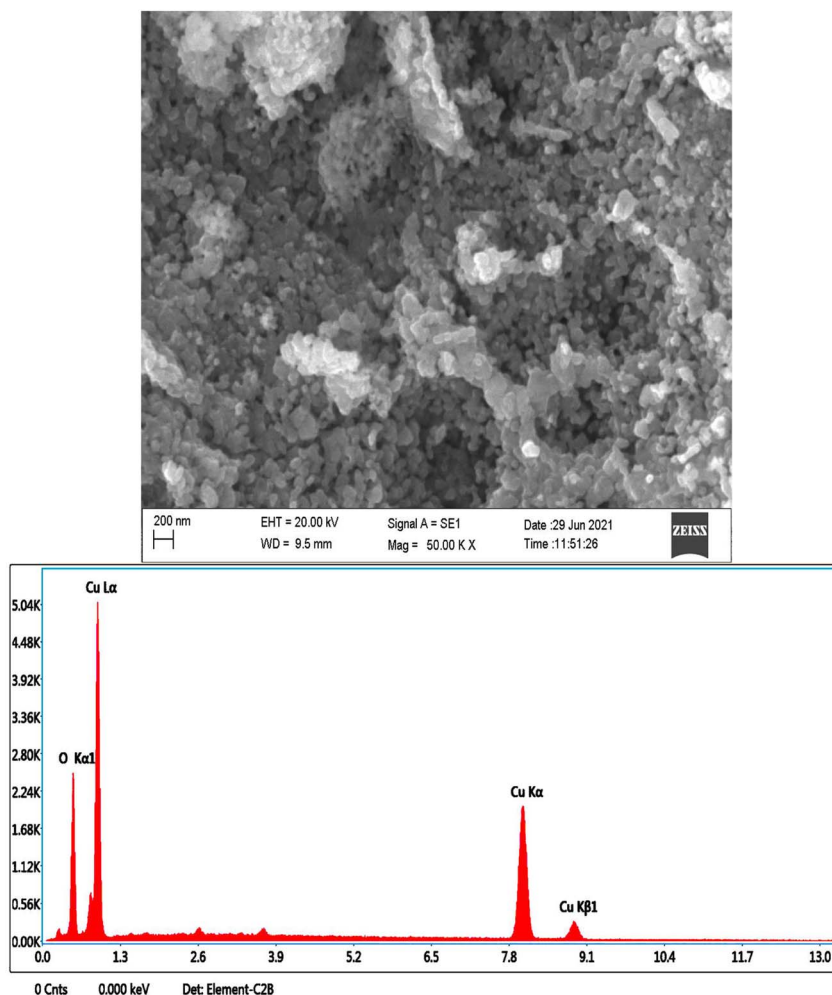 200 nm EHT = 20.00 kV Signal A = SE1 Date :29 Jun 2021 ZEISS
WD = 9.5 mm Mag = 50.00 K X Time :11:51:26
Cu Lα
5.04K
4.48K
3.92K
3.36K
2.80K
O Kα1
2.24K
Cu Kα
1.68K
1.12K
Cu Kβ1
0.56K
0.00K
0.0 1.3 2.6 3.9 5.2 6.5 7.8 9.1 10.4 11.7 13.0
0 Cnts 0.000 keV Det: Element-C2B